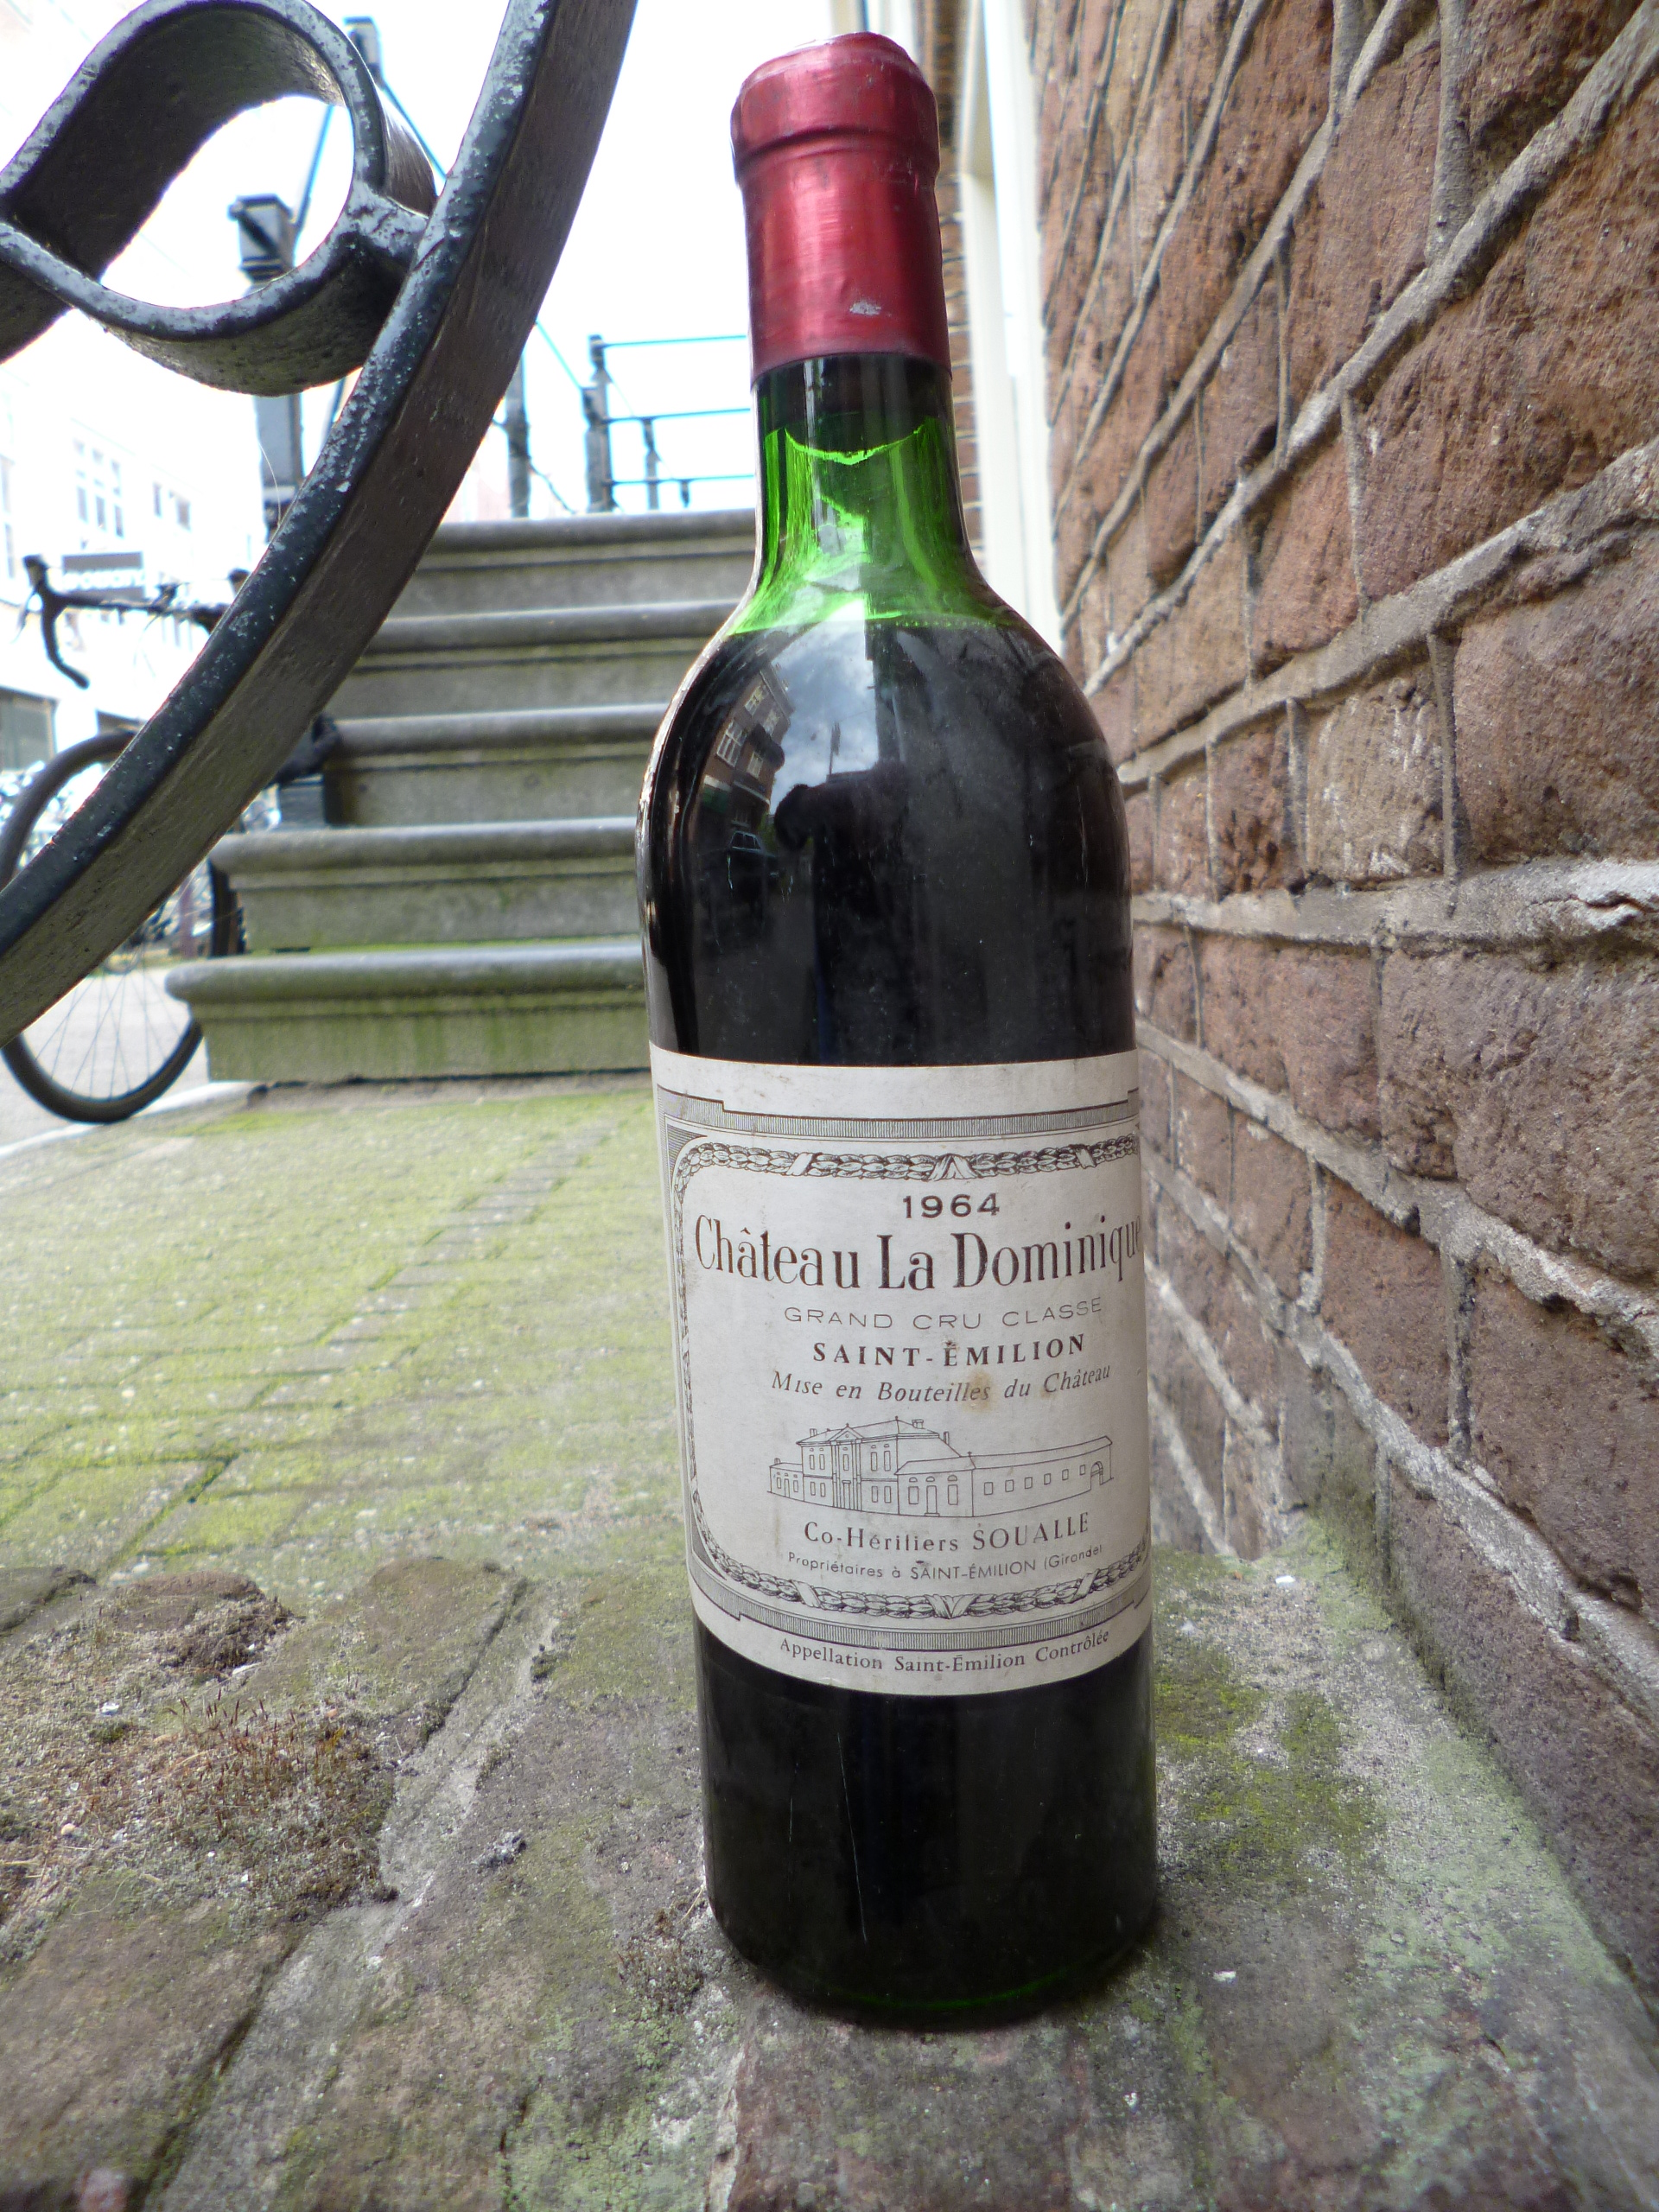 1964
Château La Dominique
GRAND CRU CLASSE
SAINT-ÉMILION
Mise en Bouteilles du Château
Co-Héritiers SOUALLE
Propriétaires à SAINT-ÉMILION (Gironde)
Appellation Saint-Émilion Contrôlée